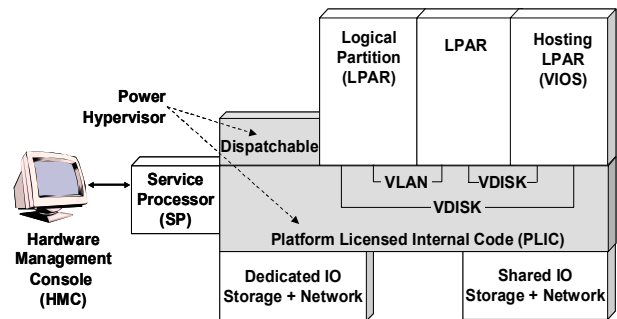 Logical
Partition
(LPAR)
LPAR
Hosting
LPAR
(VIOS)
Power
Hypervisor
Dispatchable
Service
Processor
(SP)
VLAN
VDISK
VDISK
Platform Licensed Internal Code (PLIC)
Hardware
Management
Console
(HMC)
Dedicated IO
Storage + Network
Shared IO
Storage + Network